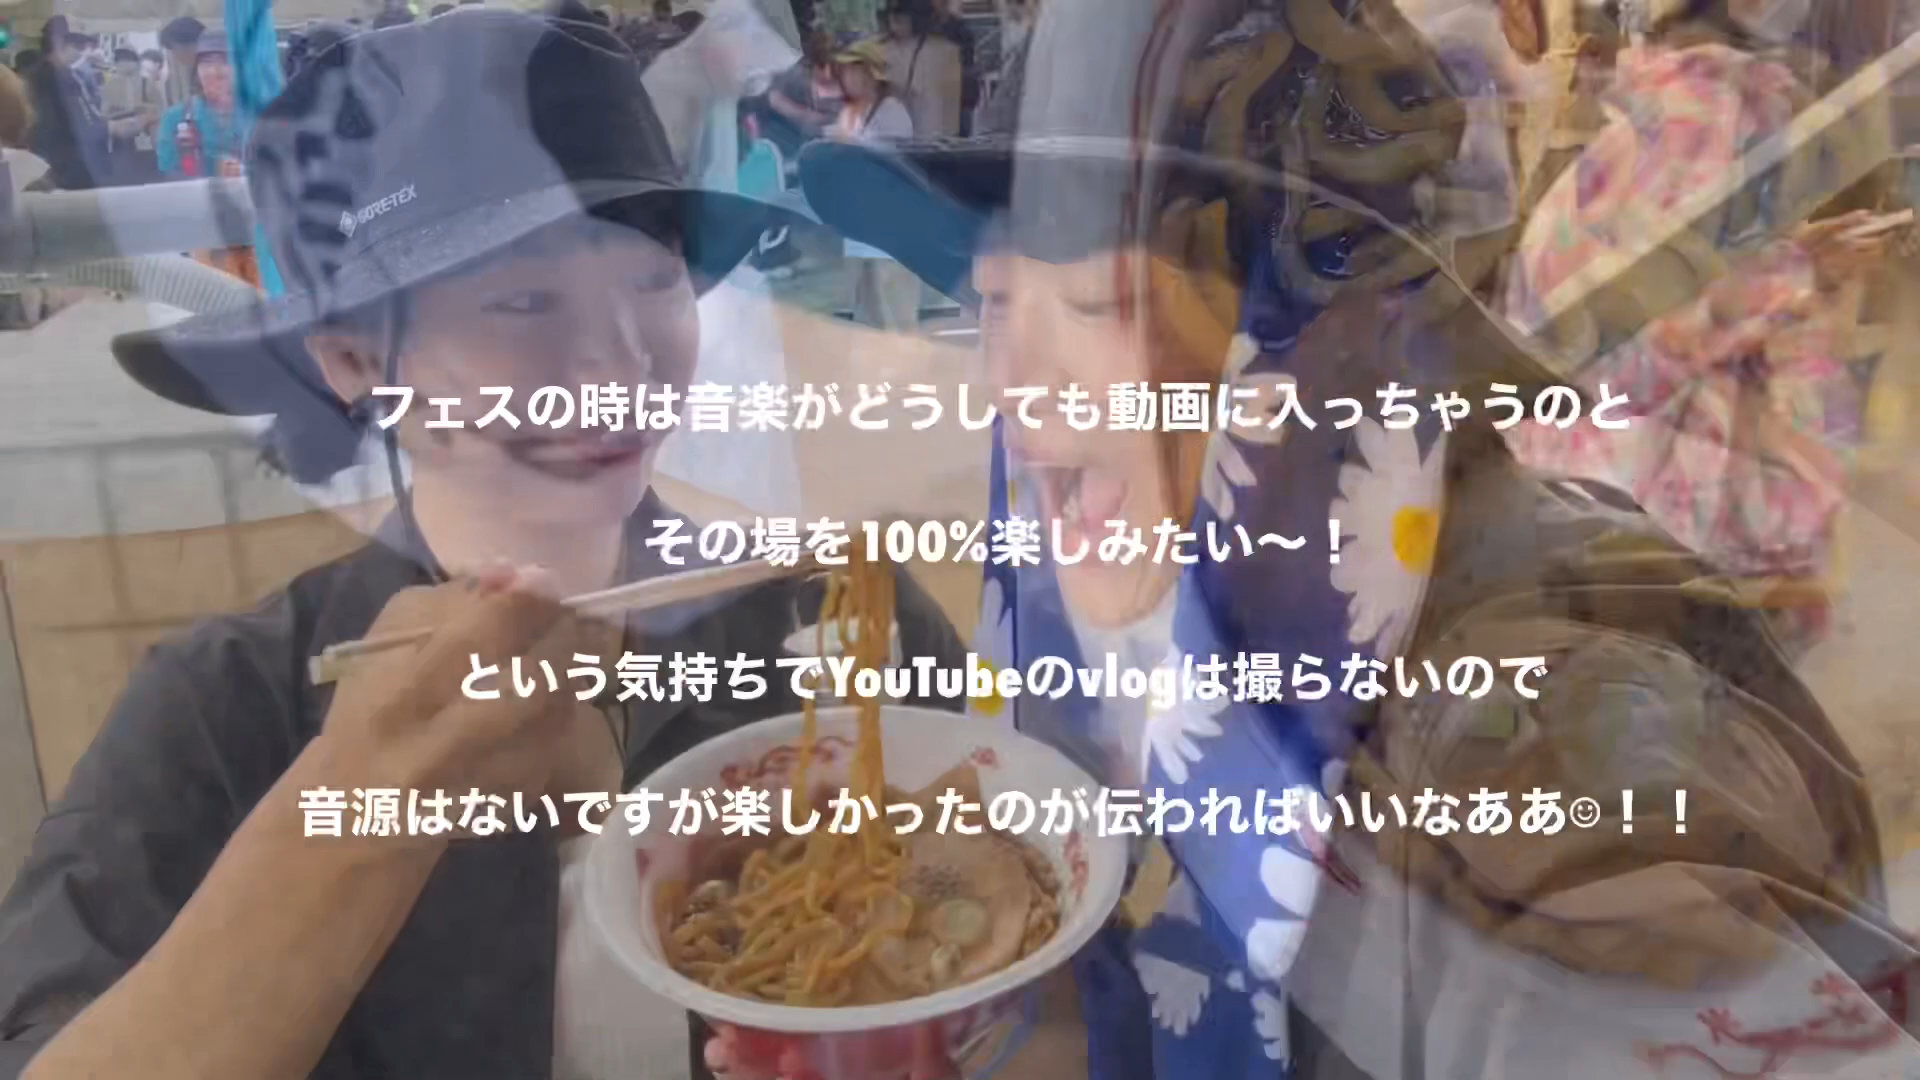 GORE-TEX
フェスの時は音楽がどうしても動画に入っちゃうのと
その場を100%楽しみたい〜！
という気持ちでYouTubeのvlogは撮らないので
音源はないですが楽しかったのが伝わればいいなああ☺！！